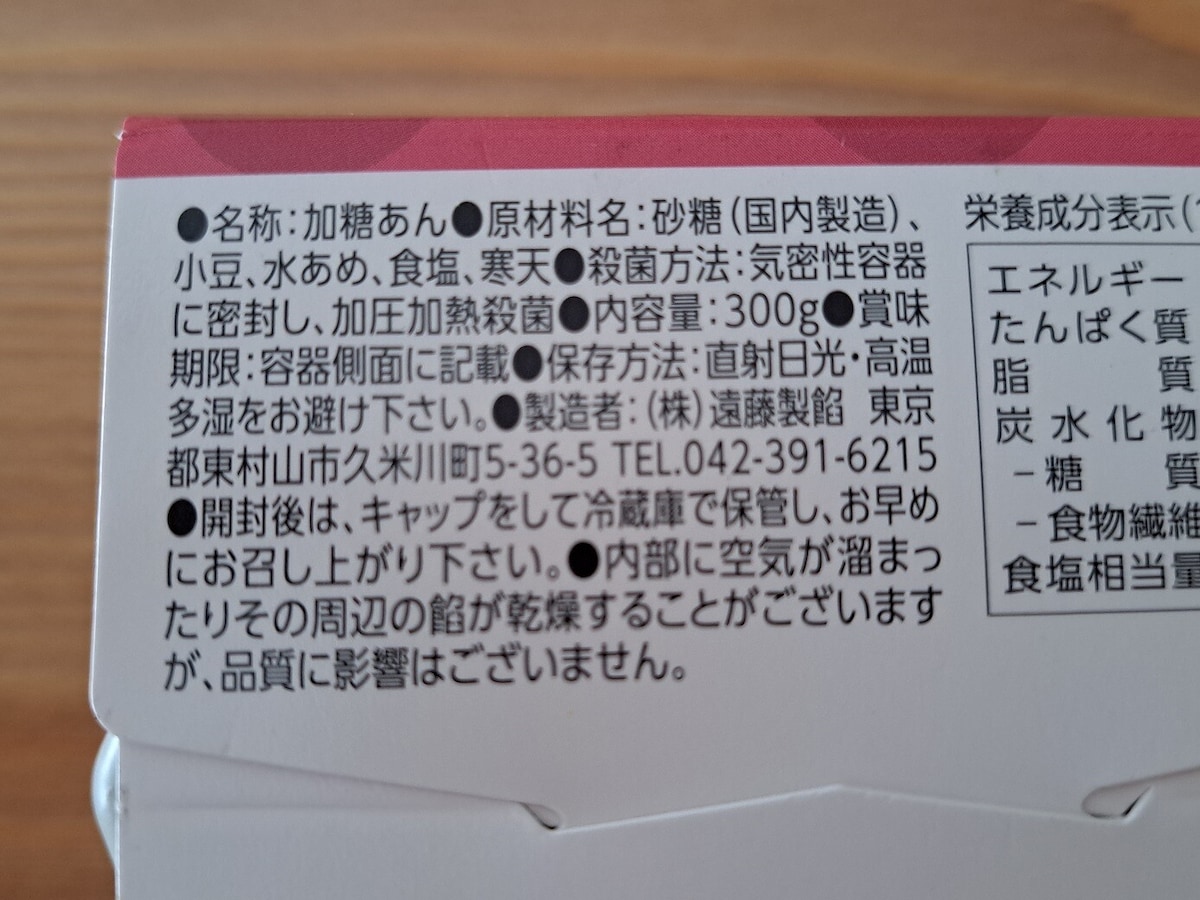 ●名称：加糖あん●原材料名：砂糖（国内製造）、
小豆、水あめ、食塩、寒天●殺菌方法：気密性容器
に密封し、加圧加熱殺菌●内容量：300g●賞味
期限：容器側面に記載●保存方法：直射日光・高温
多湿をお避け下さい。●製造者：（株）遠藤製餡 東京
都東村山市久米川町5-36-5 TEL.042-391-6215
●開封後は、キャップをして冷蔵庫で保管し、お早め
にお召し上がり下さい。●内部に空気が溜まっ
たりその周辺の餡が乾燥することがございます
が、品質に影響はございません。
栄養成分表示（
エネルギー
たんぱく質
脂質
炭水化物
－糖質
－食物繊維
食塩相当量